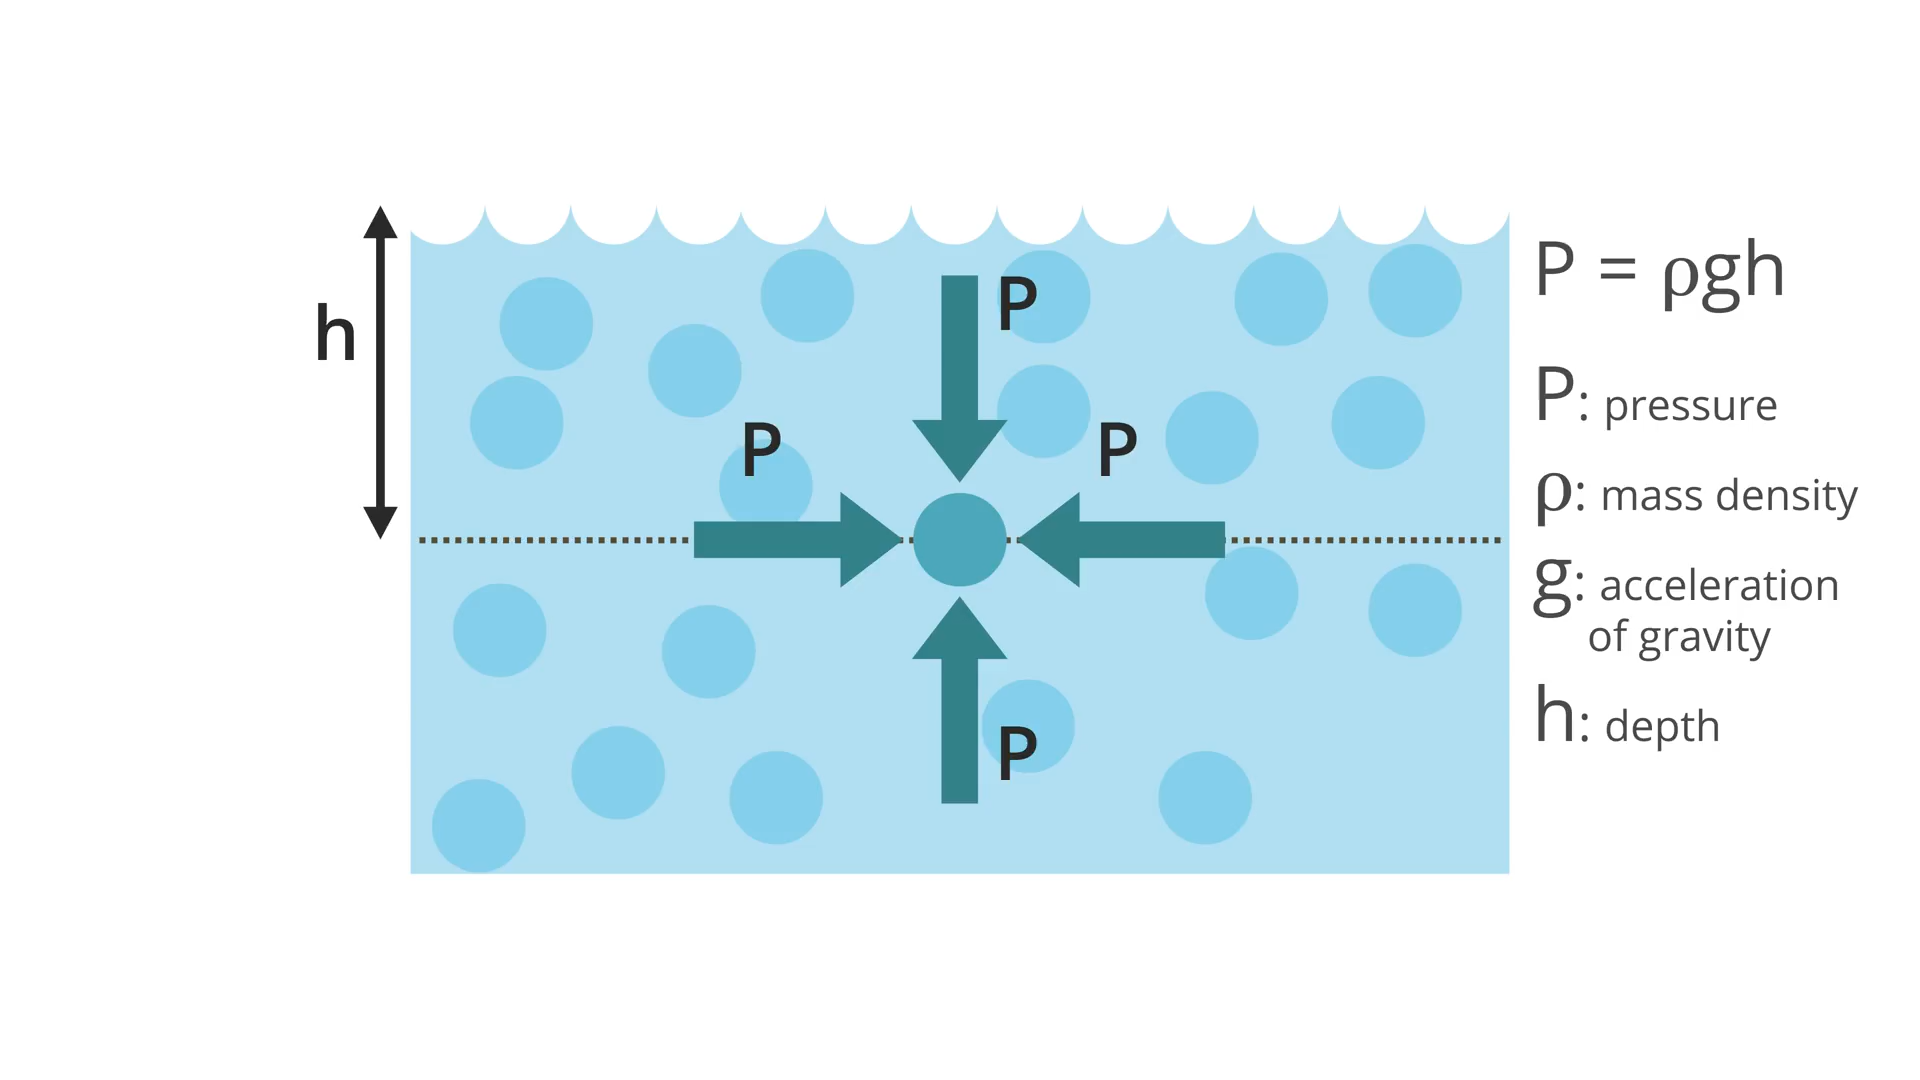 h
P
P
P
P
P = ρgh
P: pressure
ρ: mass density
g: acceleration
of gravity
h: depth